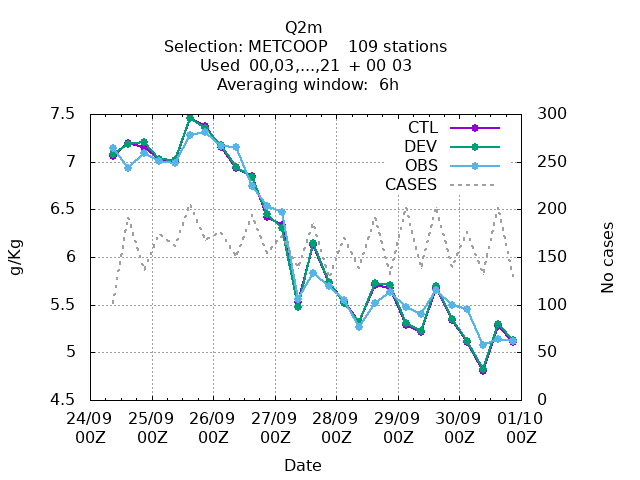 Q2m
Selection: METCOOP 109 stations
Used 00,03,...,21 + 00 03
Averaging window: 6h
7.5
7
6.5
6
5.5
5
4.5
g/Kg
300
250
200
150
100
50
0
No cases
CTL
DEV
OBS
CASES
24/09 25/09 26/09 27/09 28/09 29/09 30/09 01/10
00Z 00Z 00Z 00Z 00Z 00Z 00Z 00Z
Date